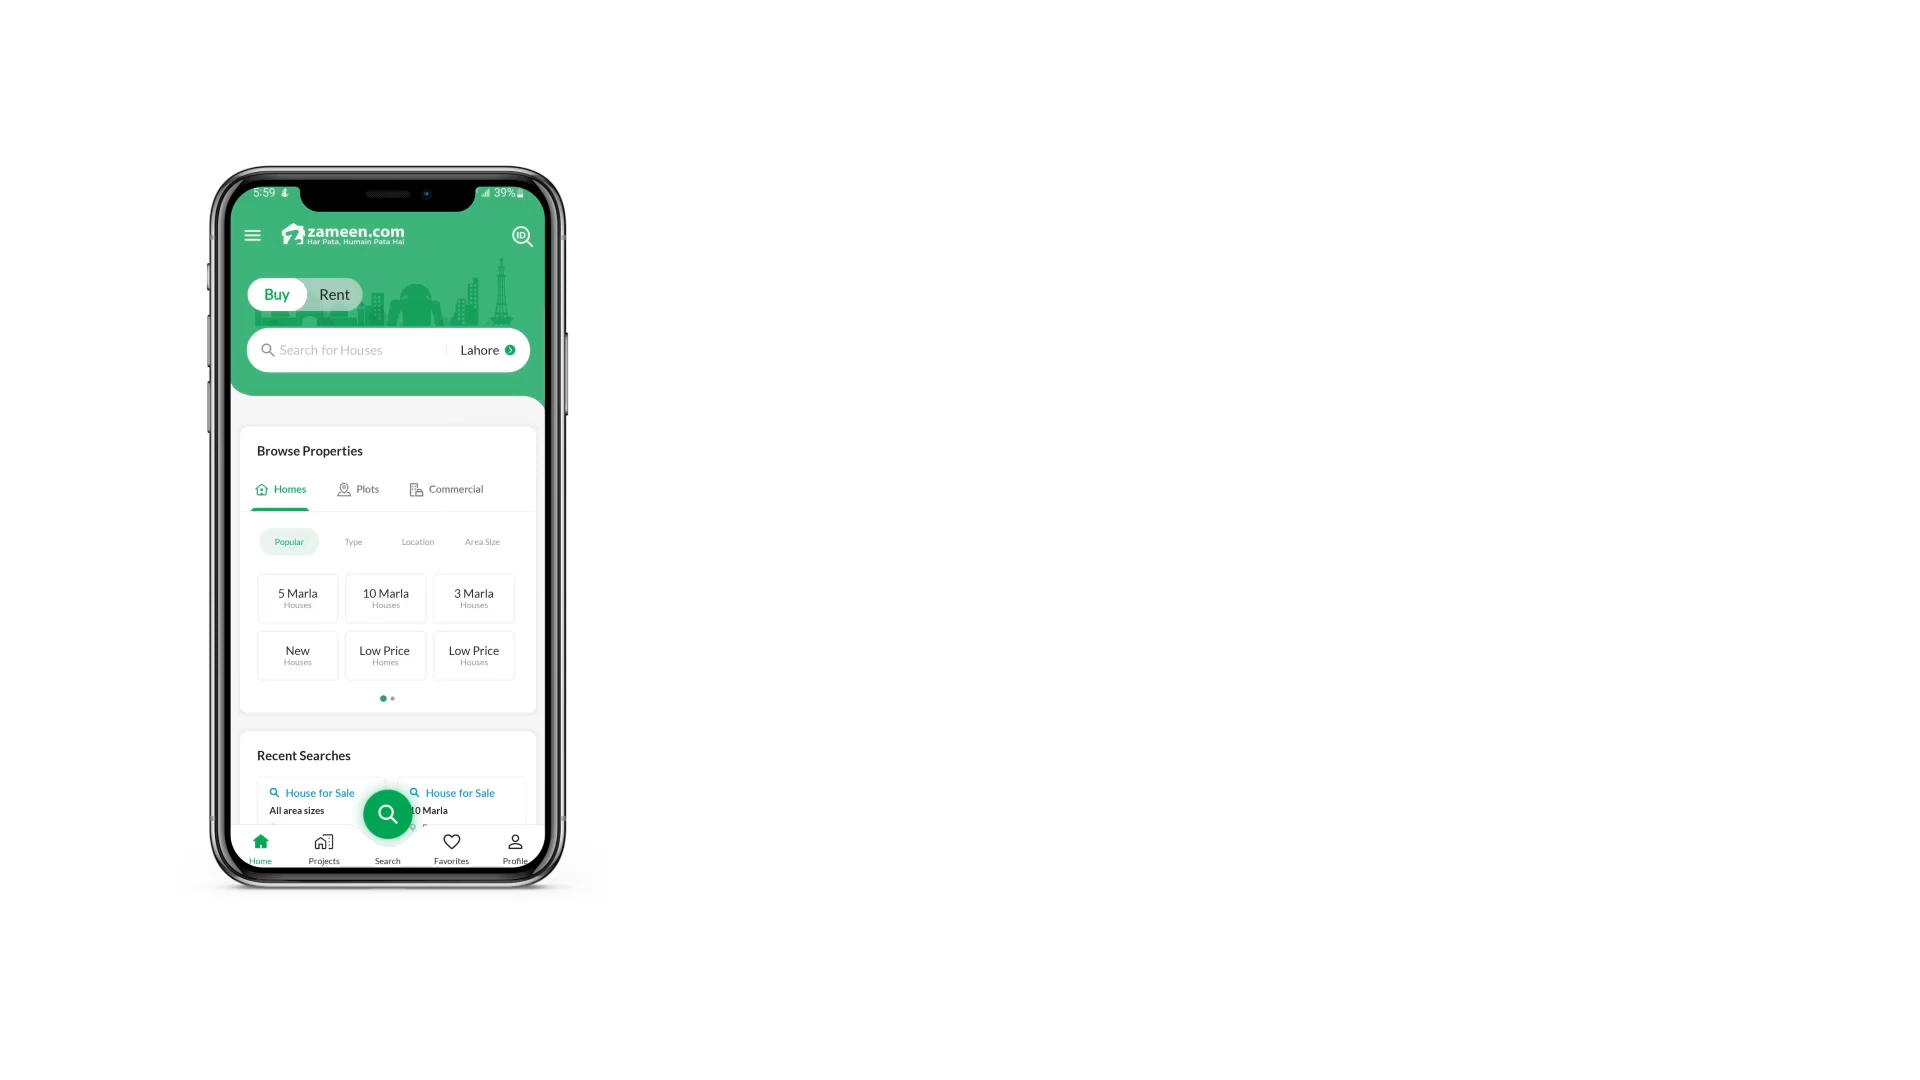 5:59
39%
zameen.com
Har Pata, Humain Pata Hai
ID
Buy Rent
Search for Houses Lahore
Browse Properties
Homes Plots Commercial
Popular Type Location Area Size
5 Marla 10 Marla 3 Marla
Houses Houses Houses
New Low Price Low Price
Houses Homes Houses
Recent Searches
House for Sale House for Sale
All area sizes 10 Marla
Home Projects Search Favorites Profile